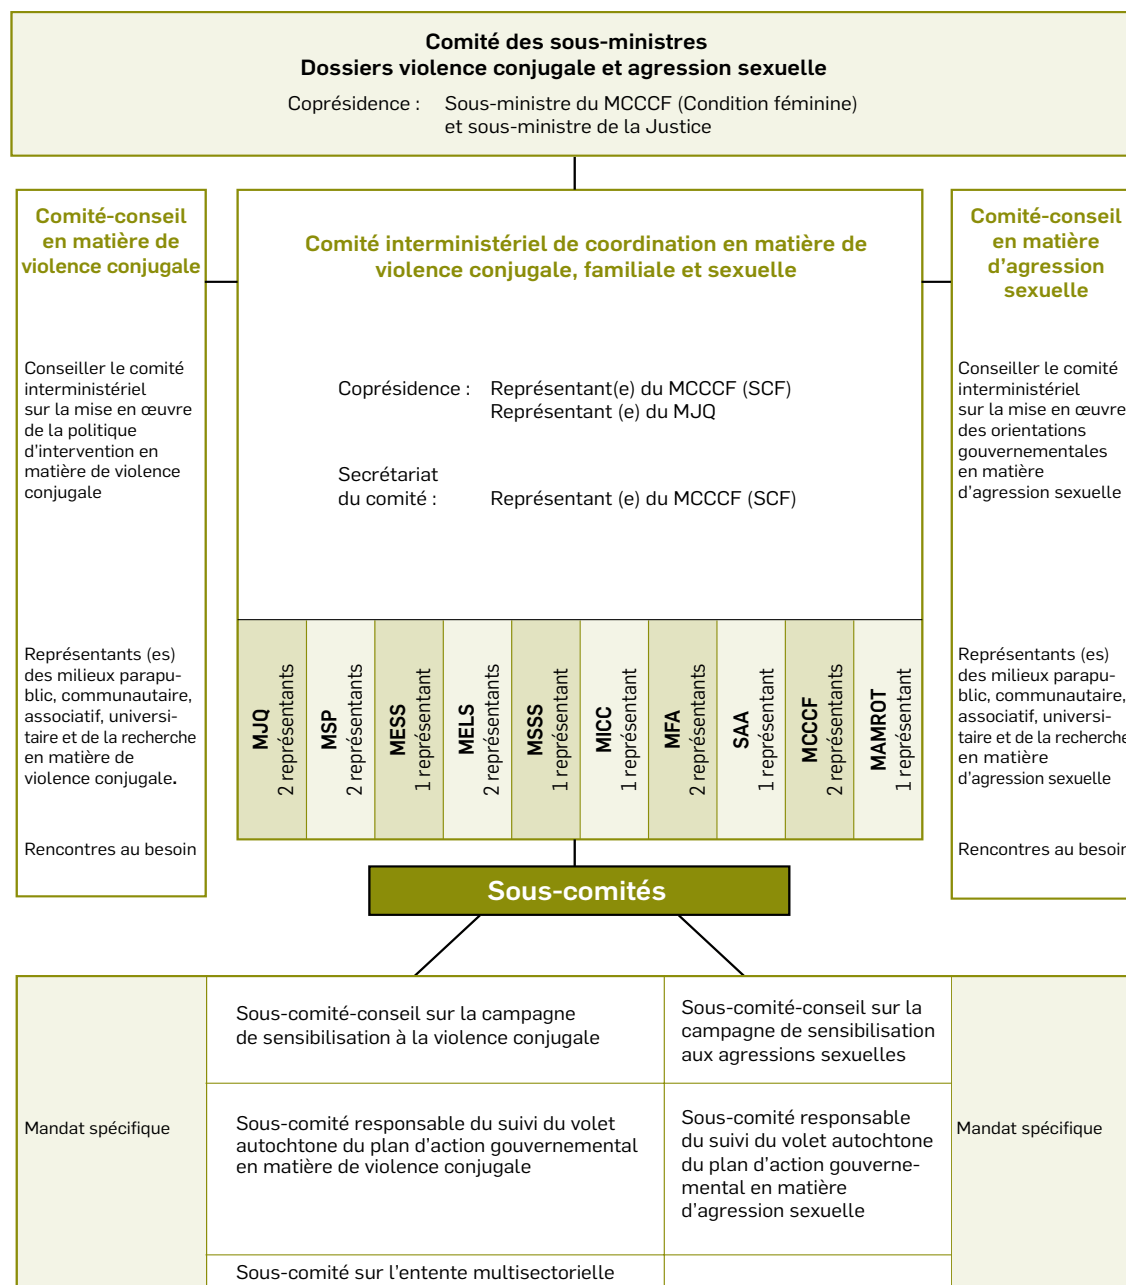 Comité des sous-ministres
Dossiers violence conjugale et agression sexuelle
Coprésidence : Sous-ministre du MCCCF (Condition féminine)
et sous-ministre de la Justice
Comité-conseil
en matière de
violence conjugale
Conseiller le comité
interministériel
sur la mise en œuvre
de la politique
d'intervention en
matière de violence
conjugale
Représentants (es)
des milieux parapu-
blic, communautaire,
associatif, universi-
taire et de la recherche
en matière de
violence conjugale.
Rencontres au besoin
Comité interministériel de coordination en matière de
violence conjugale, familiale et sexuelle
Coprésidence : Représentant(e) du MCCCF (SCF)
Représentant (e) du MJQ
Secrétariat
du comité : Représentant (e) du MCCCF (SCF)
MJQ
2 représentants
MSP
2 représentants
MESS
1 représentant
MELS
2 représentants
MSSS
1 représentant
MICC
1 représentant
MFA
2 représentants
SAA
1 représentant
MCCCF
2 représentants
MAMROT
1 représentant
Comité-conseil
en matière
d'agression
sexuelle
Conseiller le comité
interministériel
sur la mise en œuvre
des orientations
gouvernementales
en matière
d'agression sexuelle
Représentants (es)
des milieux parapu-
blic, communautaire,
associatif, universi-
taire et de la recherche
en matière
d'agression sexuelle
Rencontres au besoin
Sous-comités
Mandat spécifique
Sous-comité-conseil sur la campagne
de sensibilisation à la violence conjugale
Sous-comité-conseil sur la
campagne de sensibilisation
aux agressions sexuelles
Sous-comité responsable du suivi du volet
autochtone du plan d'action gouvernemental
en matière de violence conjugale
Sous-comité responsable
du suivi du volet autochtone
du plan d'action gouverne-
mental en matière
d'agression sexuelle
Mandat spécifique
Sous-comité sur l'entente multisectorielle